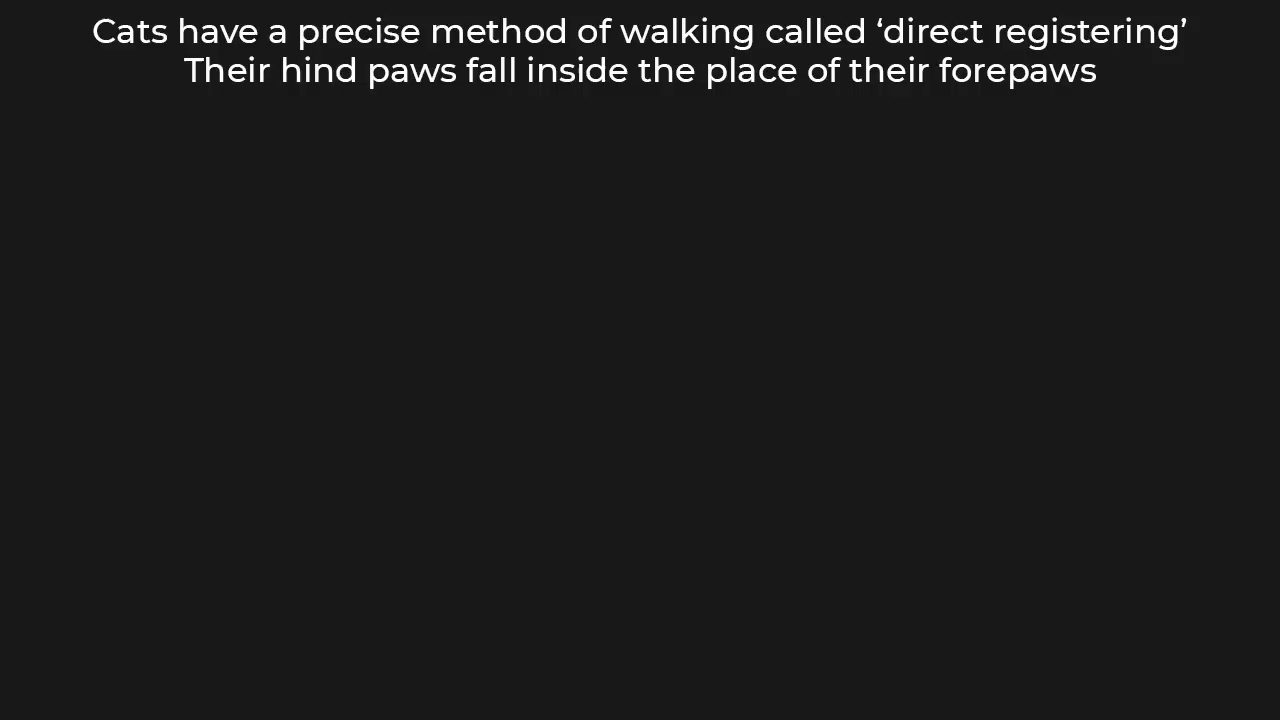 Cats have a precise method of walking called ‘direct registering’
Their hind paws fall inside the place of their forepaws